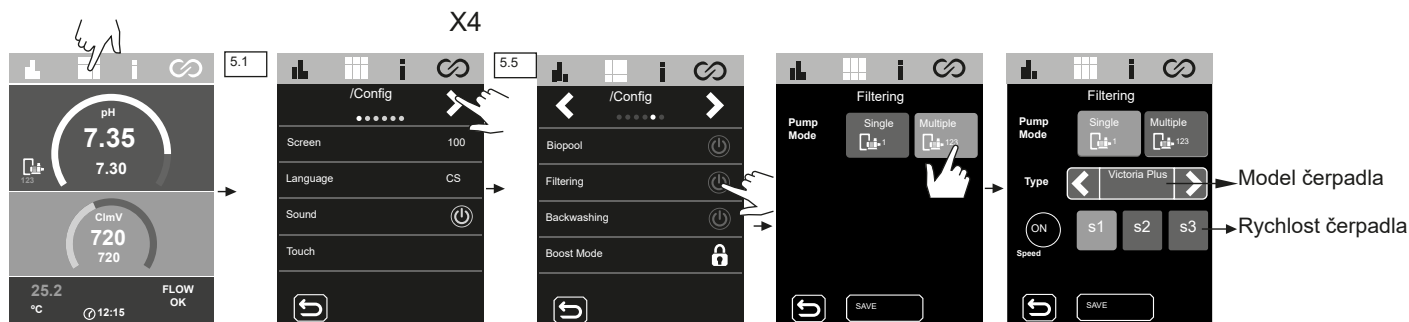 X4
pH
7.35
7.30
123
ClmV
720
720
25.2
ºC
12:15
FLOW
OK
5.1
/Config
Screen 100
Language CS
Sound
Touch
5.5
/Config
Biopool
Filtering
Backwashing
Boost Mode
Filtering
Pump
Mode
Single
1
Multiple
123
SAVE
Filtering
Pump
Mode
Single
1
Multiple
123
Type
Victoria Plus
Model čerpadla
ON
Speed
s1 s2 s3
Rychlost čerpadla
SAVE